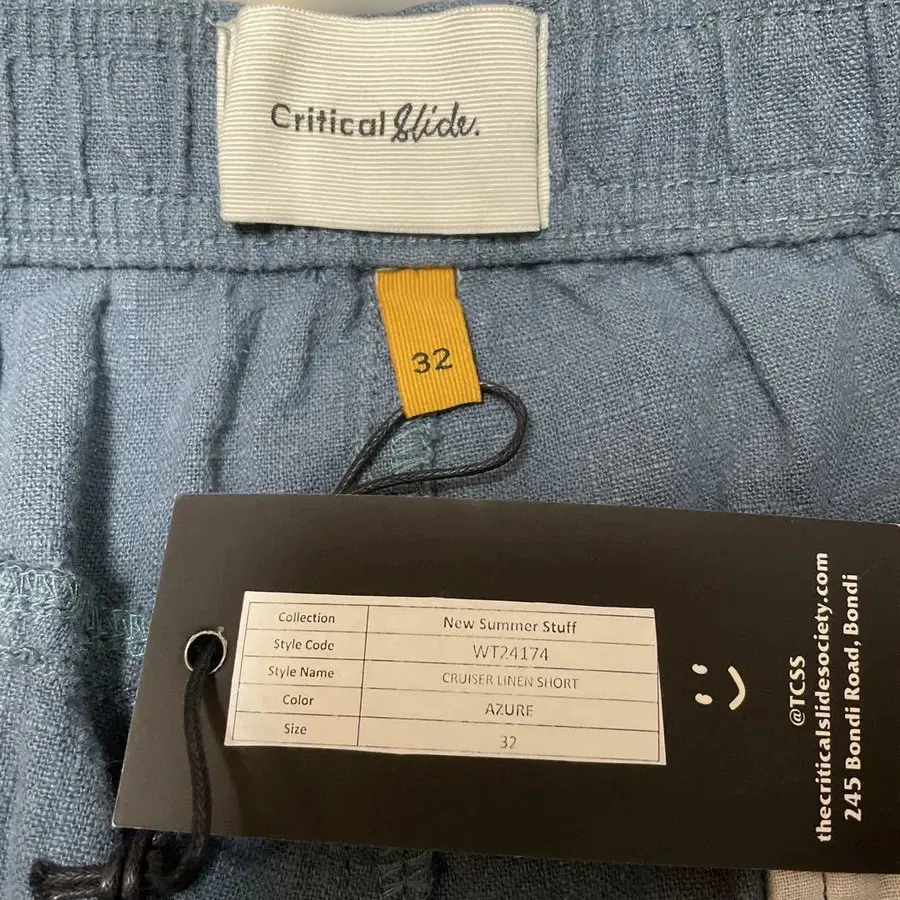 Critical Slide.
32
Collection New Summer Stuff
Style Code WT24174
Style Name CRUISER LINEN SHORT
Color AZURE
Size 32
@TCSS
thecriticalslidesociety.com
245 Bondi Road, Bondi